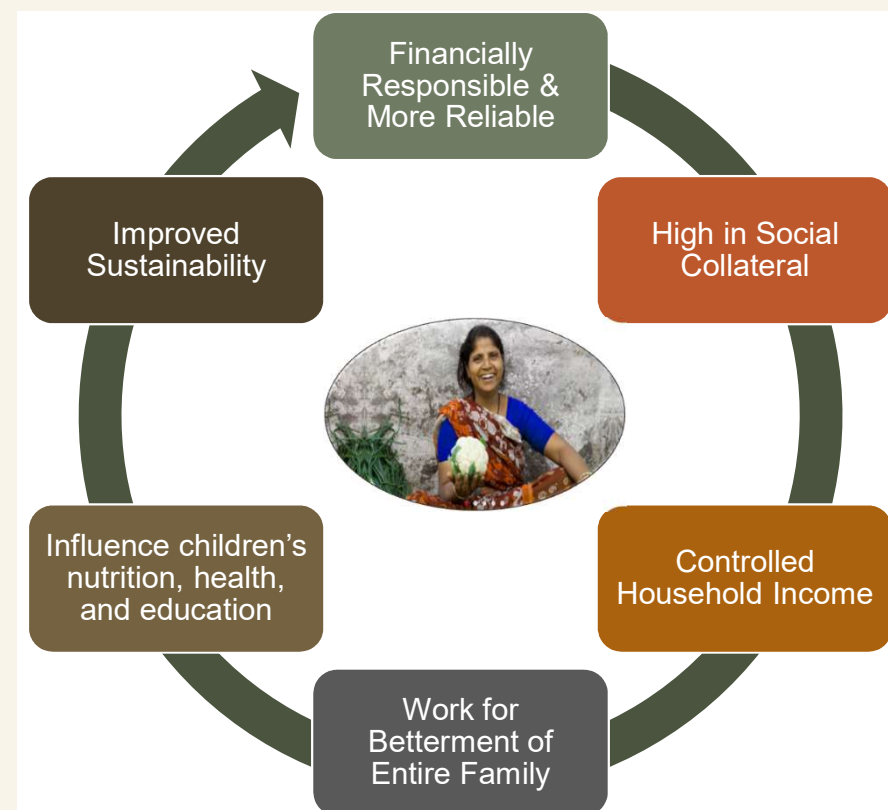 Financially
Responsible &
More Reliable
High in Social
Collateral
Controlled
Household Income
Work for
Betterment of
Entire Family
Influence children’s
nutrition, health,
and education
Improved
Sustainability